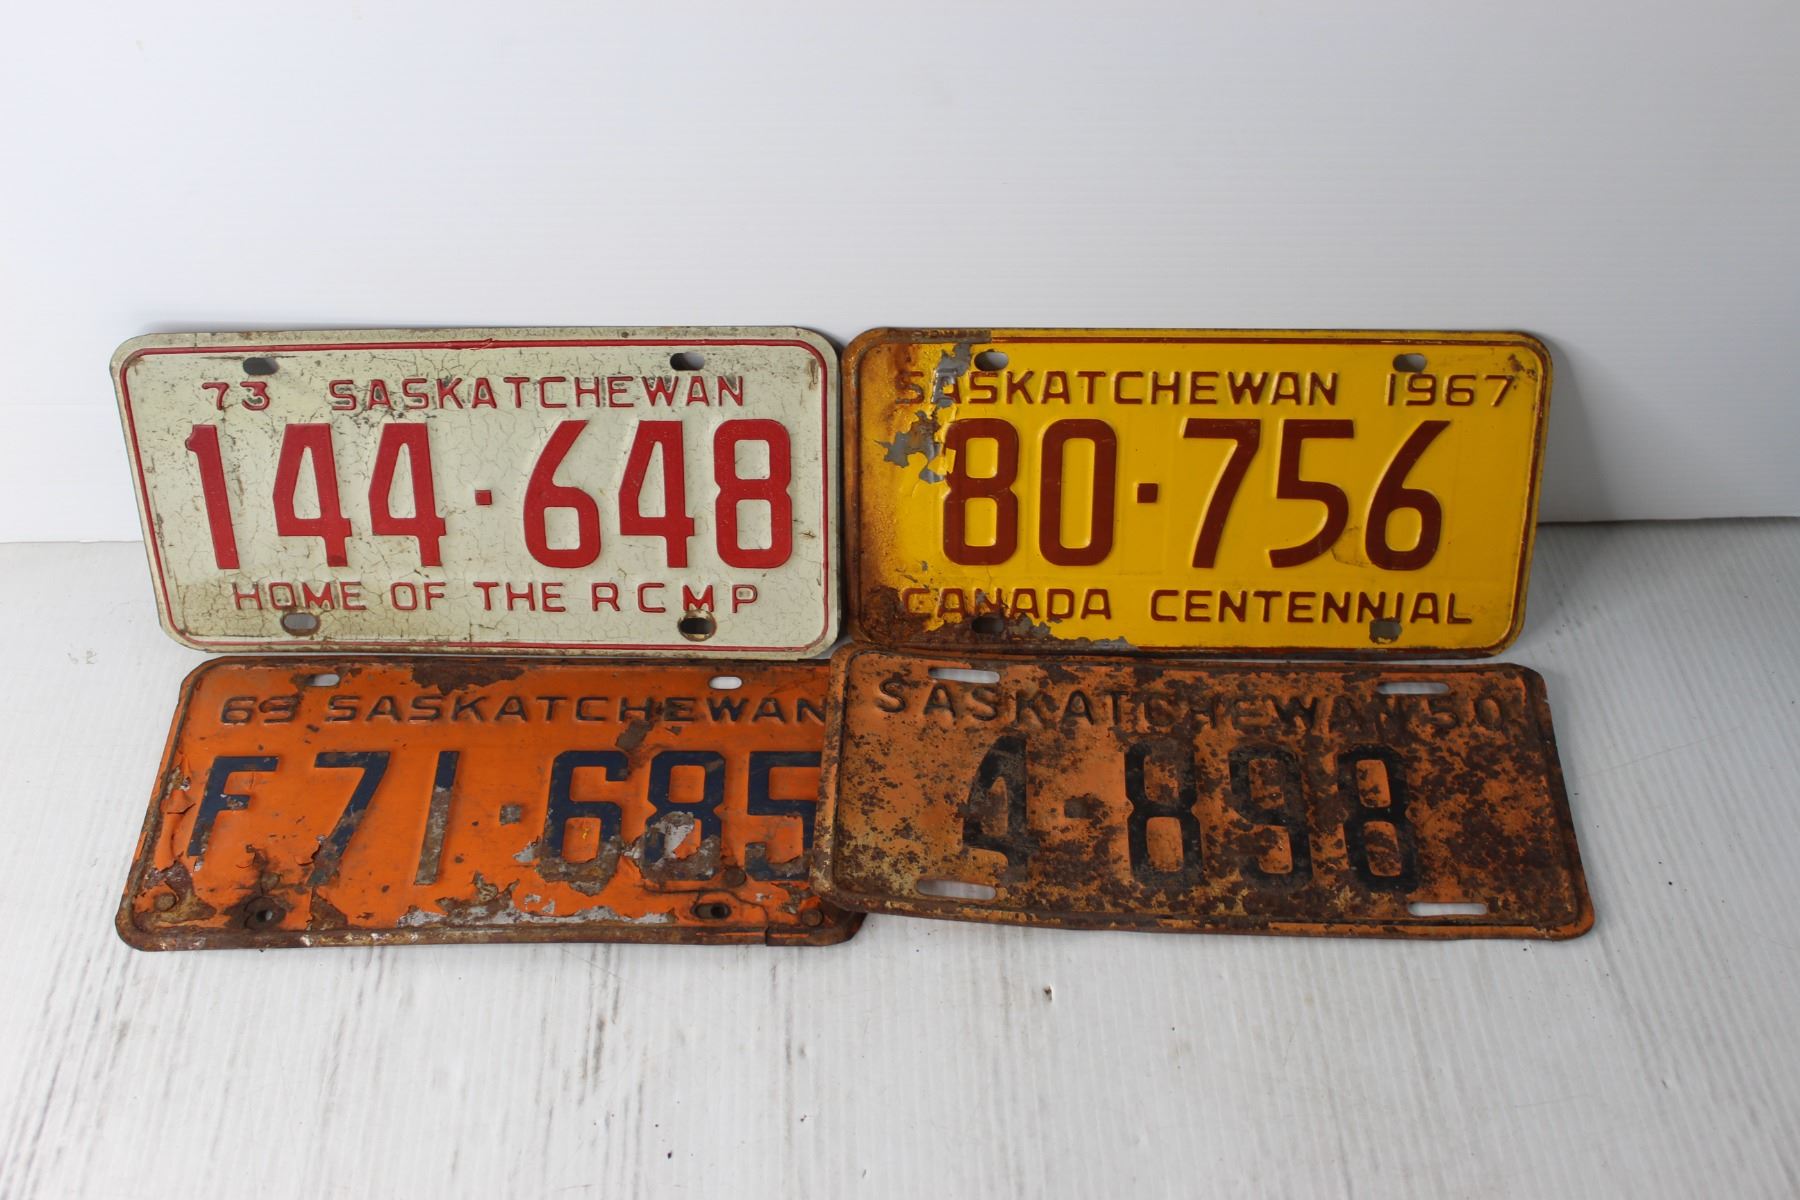 73 SASKATCHEWAN
144·648
HOME OF THE RCMP
SASKATCHEWAN 1967
80·756
CANADA CENTENNIAL
69 SASKATCHEWAN
F71·685
SASKATCHEWAN 50
4-898